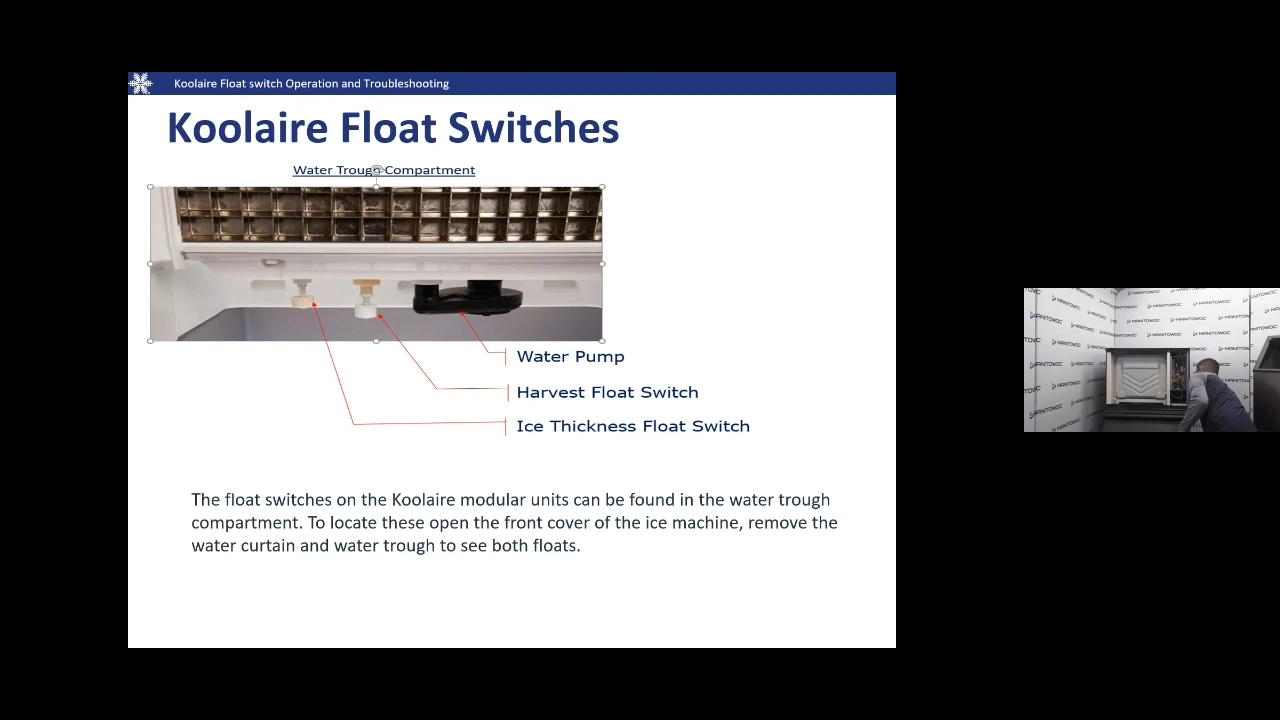 Koolaire Float switch Operation and Troubleshooting
Koolaire Float Switches
Water Trough Compartment
Water Pump
Harvest Float Switch
Ice Thickness Float Switch
The float switches on the Koolaire modular units can be found in the water trough
compartment. To locate these open the front cover of the ice machine, remove the
water curtain and water trough to see both floats.
MANITOWOC